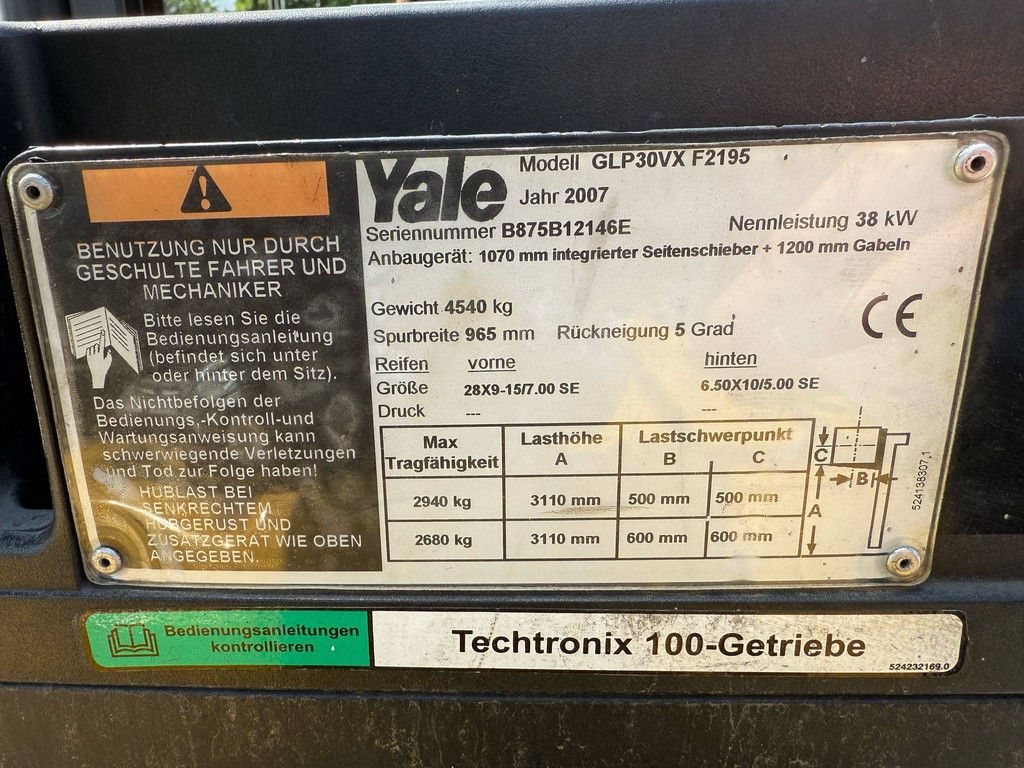 BENUTZUNG NUR DURCH
GESCHULTE FAHRER UND
MECHANIKER
Bitte lesen Sie die
Bedienungsanleitung
(befindet sich unter
oder hinter dem Sitz).
Das Nichtbefolgen der
Bedienungs,-Kontroll-und
Wartungsanweisung kann
schwerwiegende Verletzungen
und Tod zur Folge haben!
HUBLAST BEI
SENKRECHTEM
HUBGERUST UND
ZUSATZGERAT WIE OBEN
ANGEGEBEN.
Yale
Modell GLP30VX F2195
Jahr 2007
Seriennummer B875B12146E Nennleistung 38 kW
Anbaugerät: 1070 mm integrierter Seitenschieber + 1200 mm Gabeln
Gewicht 4540 kg
Spurbreite 965 mm Rückneigung 5 Grad
CE
Reifen vorne hinten
Größe 28X9-15/7.00 SE 6.50X10/5.00 SE
Druck --- ---
Max Tragfähigkeit Lasthöhe A Lastschwerpunkt B C
2940 kg 3110 mm 500 mm 500 mm
2680 kg 3110 mm 600 mm 600 mm
C
B
A
524138307,1
Bedienungsanleitungen
kontrollieren
Techtronix 100-Getriebe
524232169.0